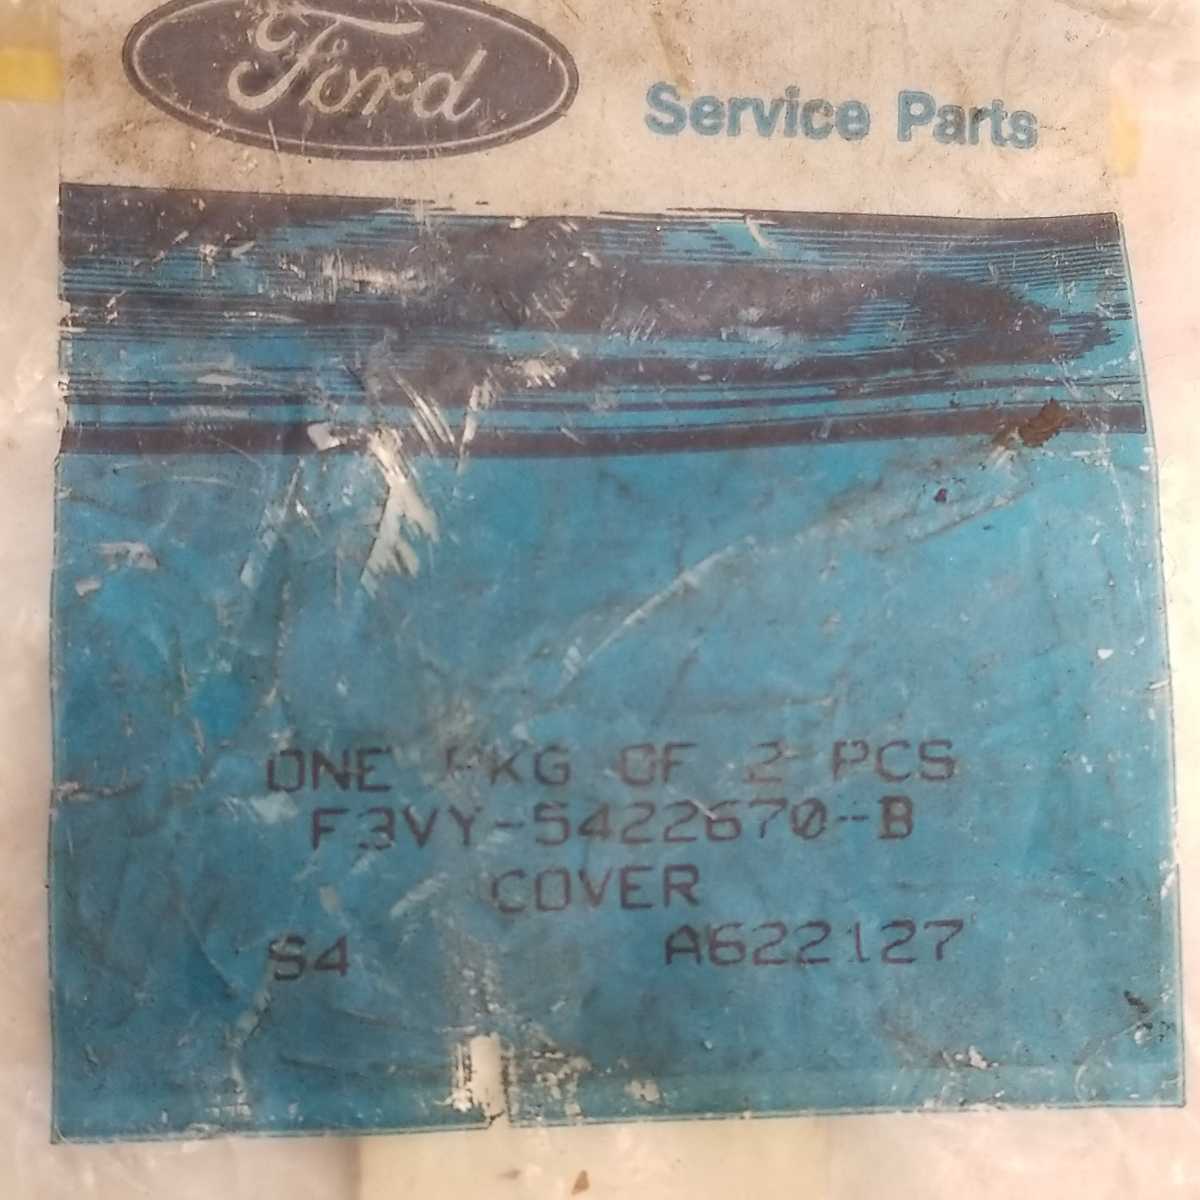 Ford
Service Parts
ONE PKG OF 2 PCS
F3VY-5422670-B
COVER
S4 A622127